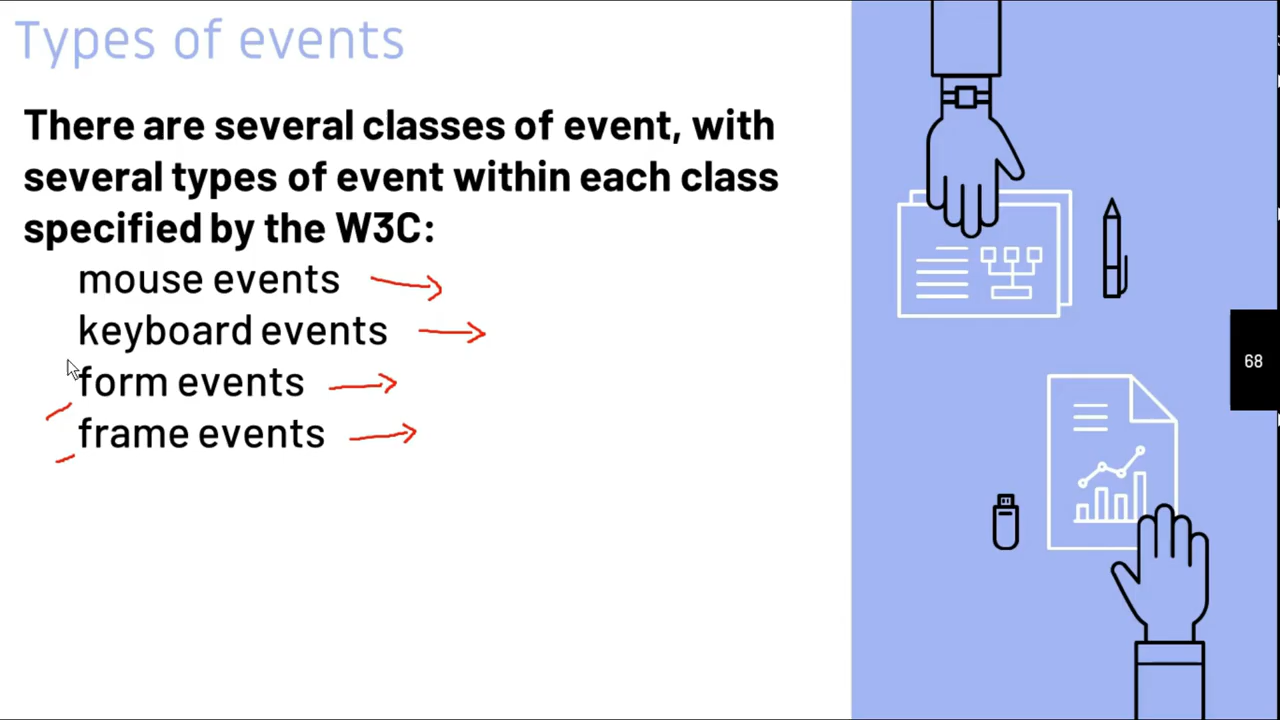 Types of events
There are several classes of event, with
several types of event within each class
specified by the W3C:
mouse events
keyboard events
form events
frame events
68